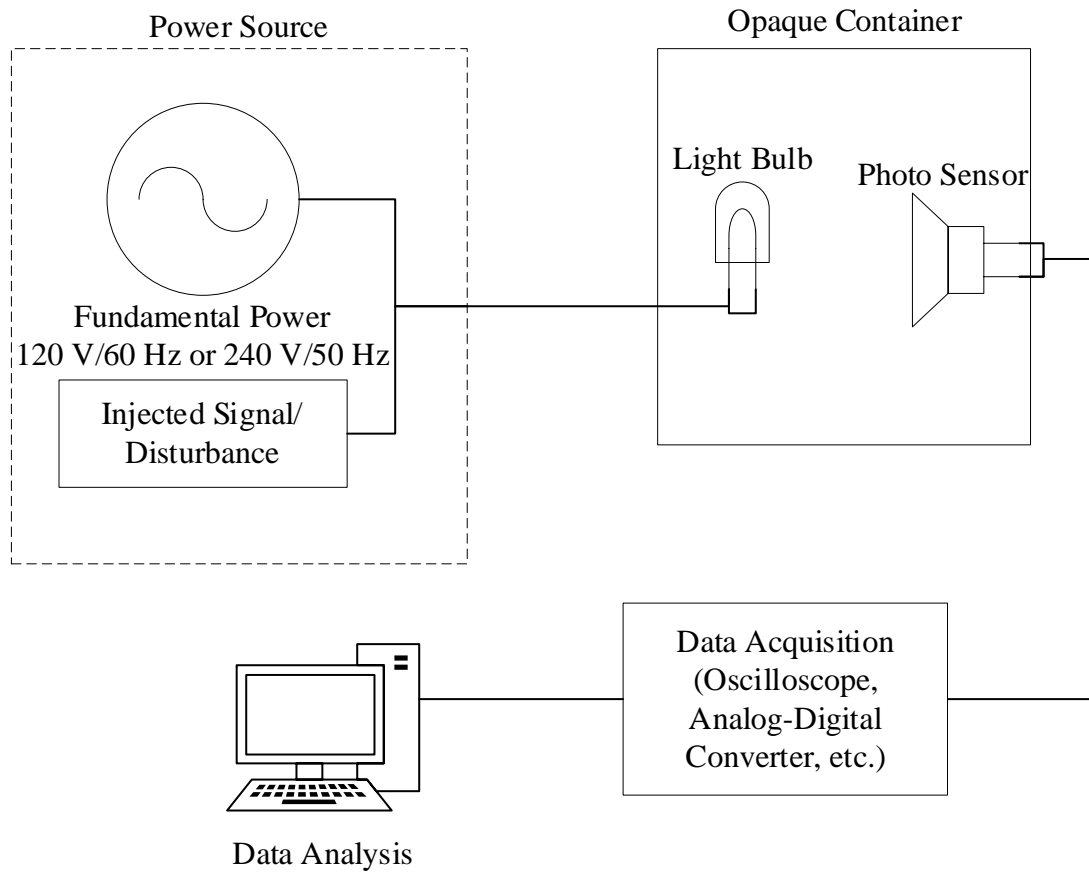 Power Source
Opaque Container
Light Bulb
Photo Sensor
Fundamental Power
120 V/60 Hz or 240 V/50 Hz
Injected Signal/
Disturbance
Data Acquisition
(Oscilloscope,
Analog-Digital
Converter, etc.)
Data Analysis